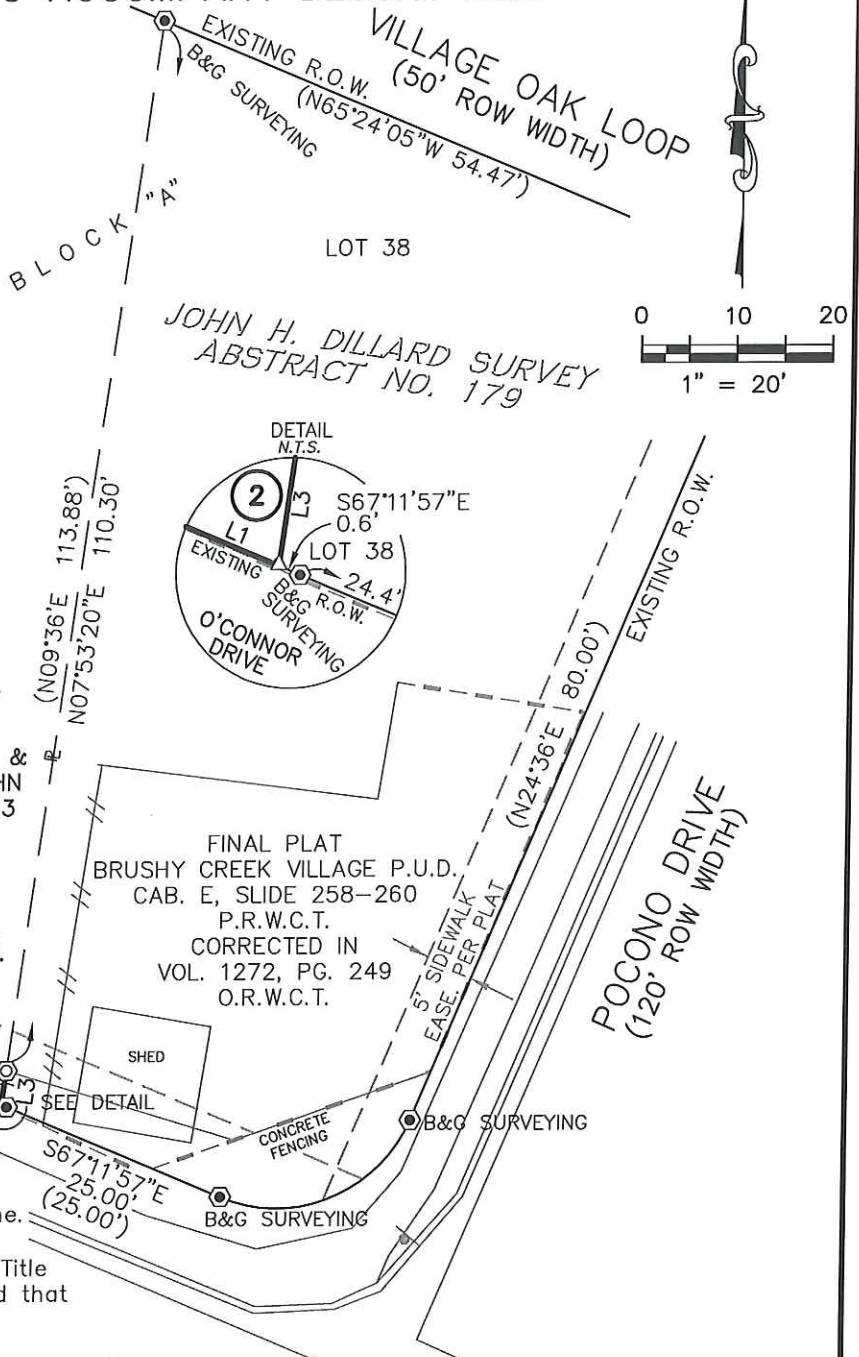 EXISTING R.O.W.
(N65°24'05"W 54.47')
VILLAGE OAK LOOP
(50' ROW WIDTH)
B&G SURVEYING
BLOCK "A"
LOT 38
JOHN H. DILLARD SURVEY
ABSTRACT NO. 179
0 10 20
1" = 20'
DETAIL
N.T.S.
2
L3
S67°11'57"E
0.6'
L1
LOT 38
EXISTING R.O.W.
24.4'
B&G
SURVEYING
O'CONNOR
DRIVE
(N09°36'E 113.88')
N07°53'20"E 110.30'
EXISTING R.O.W.
(N24°36'E 80.00')
&
HN
3
FINAL PLAT
BRUSHY CREEK VILLAGE P.U.D.
CAB. E, SLIDE 258-260
P.R.W.C.T.
CORRECTED IN
VOL. 1272, PG. 249
O.R.W.C.T.
5' SIDEWALK
EASE. PER PLAT
POCONO DRIVE
(120' ROW WIDTH)
SHED
L3
SEE DETAIL
CONCRETE
FENCING
B&G SURVEYING
S67°11'57"E
25.00'
(25.00')
B&G SURVEYING
ne.
Title
d that